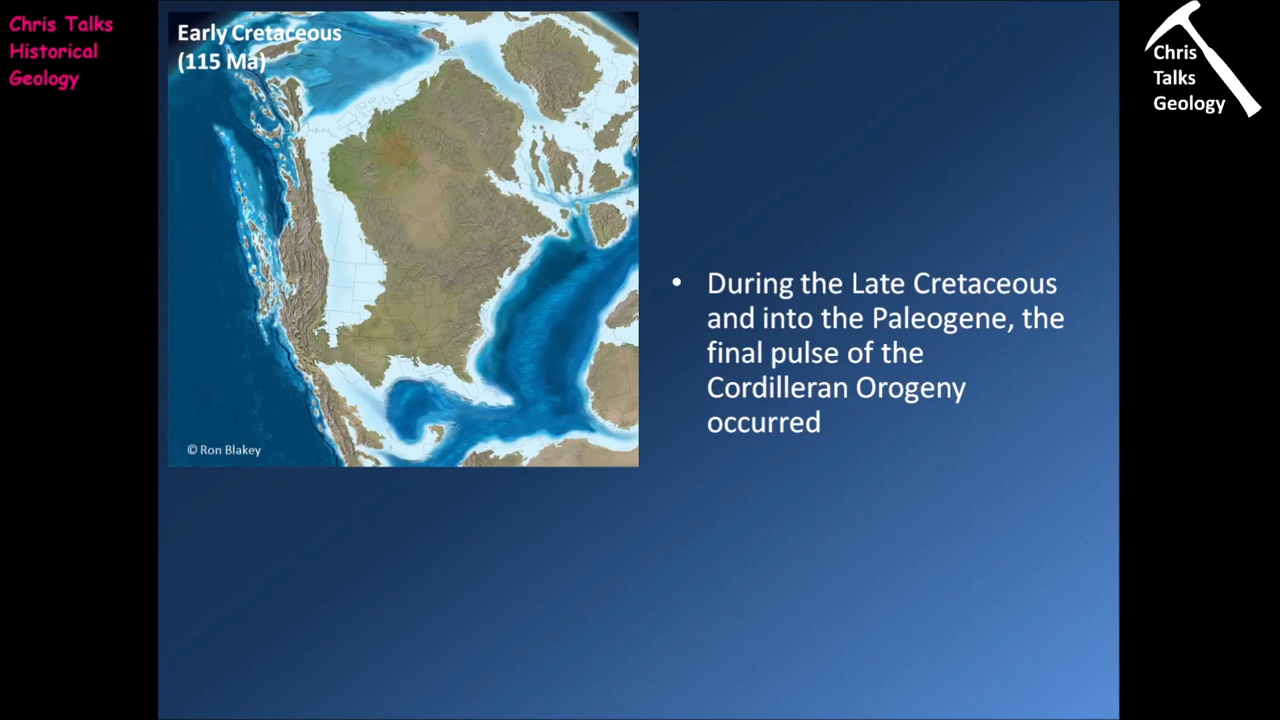 Chris Talks
Historical
Geology
Early Cretaceous
(115 Ma)
© Ron Blakey
• During the Late Cretaceous
and into the Paleogene, the
final pulse of the
Cordilleran Orogeny
occurred
Chris
Talks
Geology